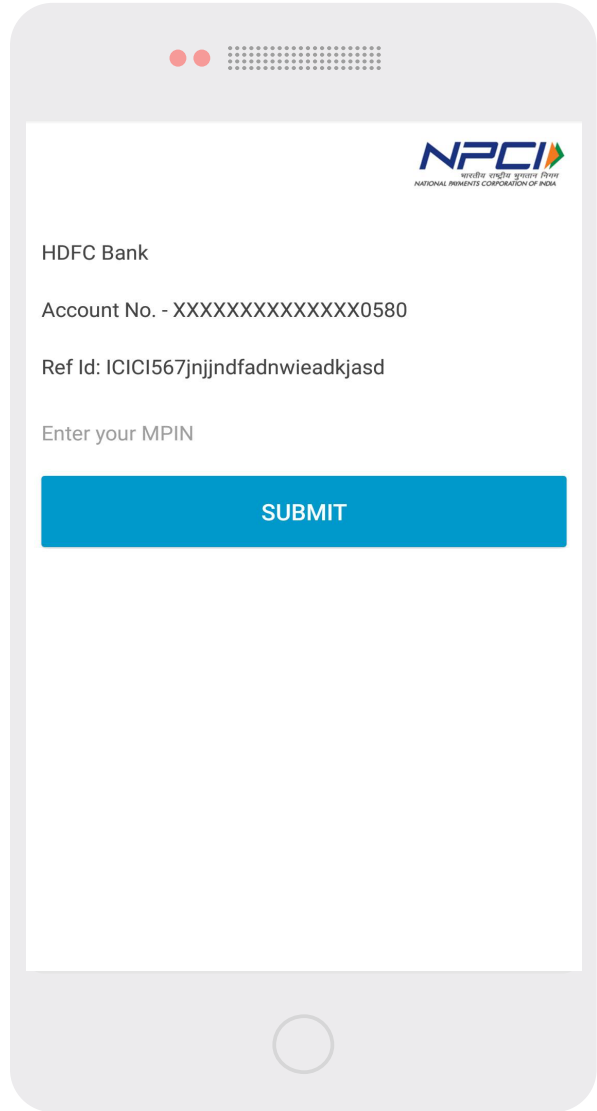 NPCI
भारतीय राष्ट्रीय भुगतान निगम
NATIONAL PAYMENTS CORPORATION OF INDIA
HDFC Bank
Account No. - XXXXXXXXXXXXXX0580
Ref Id: ICICI567jnjjndfadnwieadkjasd
Enter your MPIN
SUBMIT